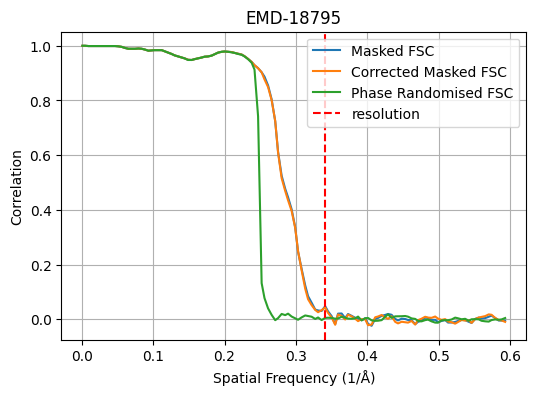 EMD-18795
Masked FSC
Corrected Masked FSC
Phase Randomised FSC
resolution
Correlation
1.0
0.8
0.6
0.4
0.2
0.0
0.0 0.1 0.2 0.3 0.4 0.5 0.6
Spatial Frequency (1/Å)